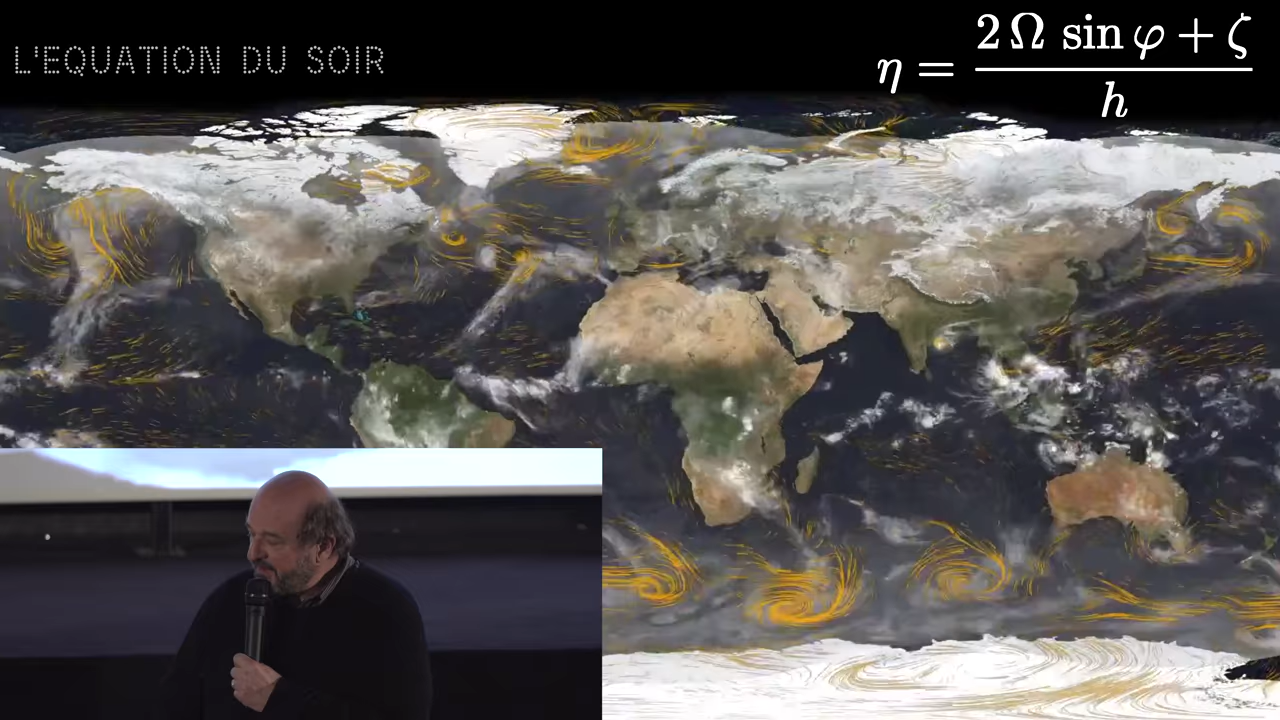 L'EQUATION DU SOIR
η = (2 Ω sin φ + ζ) / h